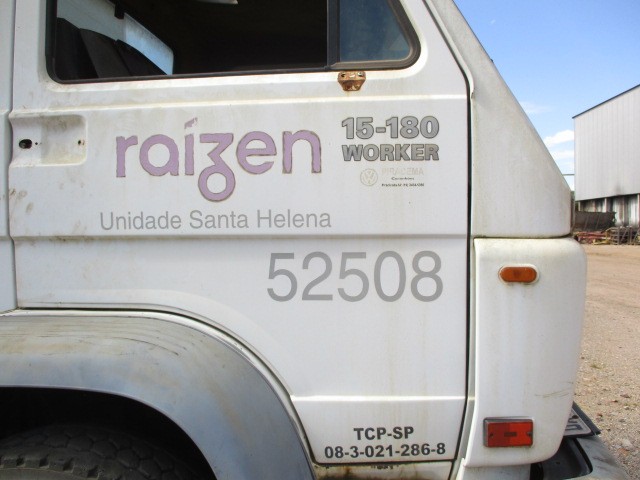 raízen
15-180
WORKER
Unidade Santa Helena
52508
TCP-SP
08-3-021-286-8